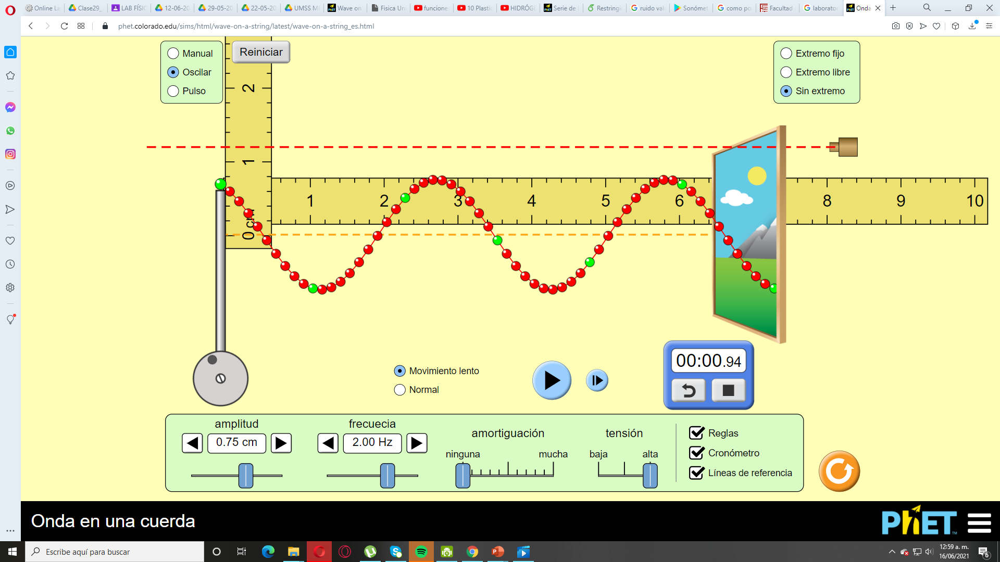 Online La
Clase29_
LAB FÍSIC
12-06-20
29-05-20
22-05-20
UMSS MI
Wave on
Fisica Un
funciones
10 Plastic
HIDRÓGE
Serie de
Restringi
ruido val
Sonómet
como po
Facultad
laborator
Onda
phet.colorado.edu/sims/html/wave-on-a-string/latest/wave-on-a-string_es.html
Manual
Oscilar
Pulso
Reiniciar
Extremo fijo
Extremo libre
Sin extremo
2
1
0 cm
1 2 3 4 5 6 8 9 10
Movimiento lento
Normal
00:00.94
amplitud
0.75 cm
frecuecia
2.00 Hz
amortiguación
ninguna mucha
tensión
baja alta
Reglas
Cronómetro
Líneas de referencia
Onda en una cuerda
PhET
Escribe aquí para buscar
12:59 a. m.
16/06/2021
6